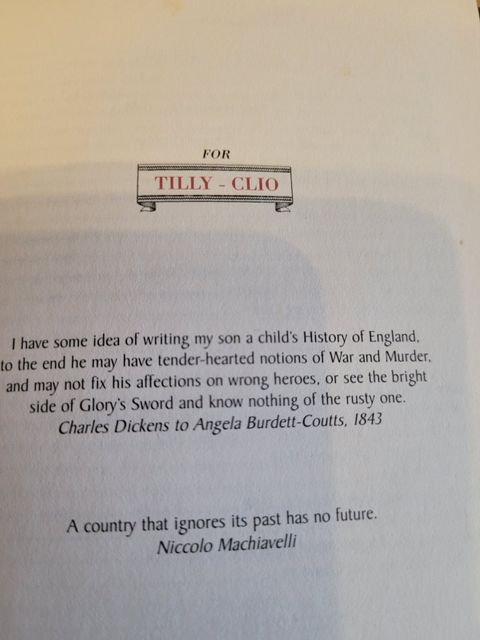 FOR
TILLY - CLIO
I have some idea of writing my son a child's History of England,
to the end he may have tender-hearted notions of War and Murder,
and may not fix his affections on wrong heroes, or see the bright
side of Glory's Sword and know nothing of the rusty one.
Charles Dickens to Angela Burdett-Coutts, 1843
A country that ignores its past has no future.
Niccolo Machiavelli